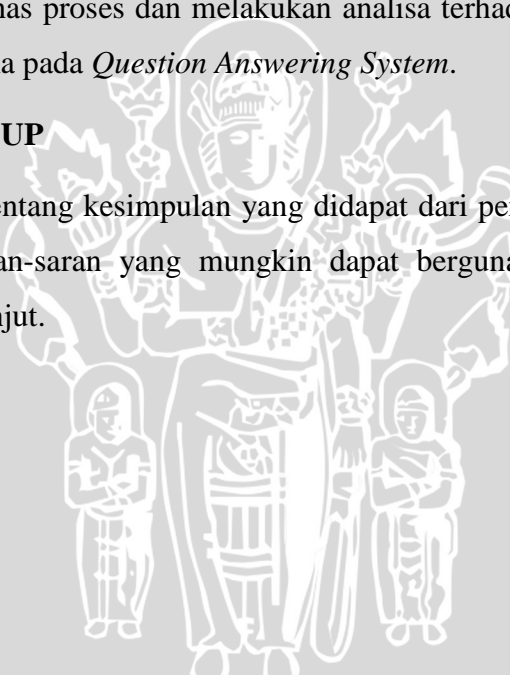 nas proses dan melakukan analisa terhad
a pada Question Answering System.
UP
entang kesimpulan yang didapat dari pe
an-saran yang mungkin dapat berguna
jut.